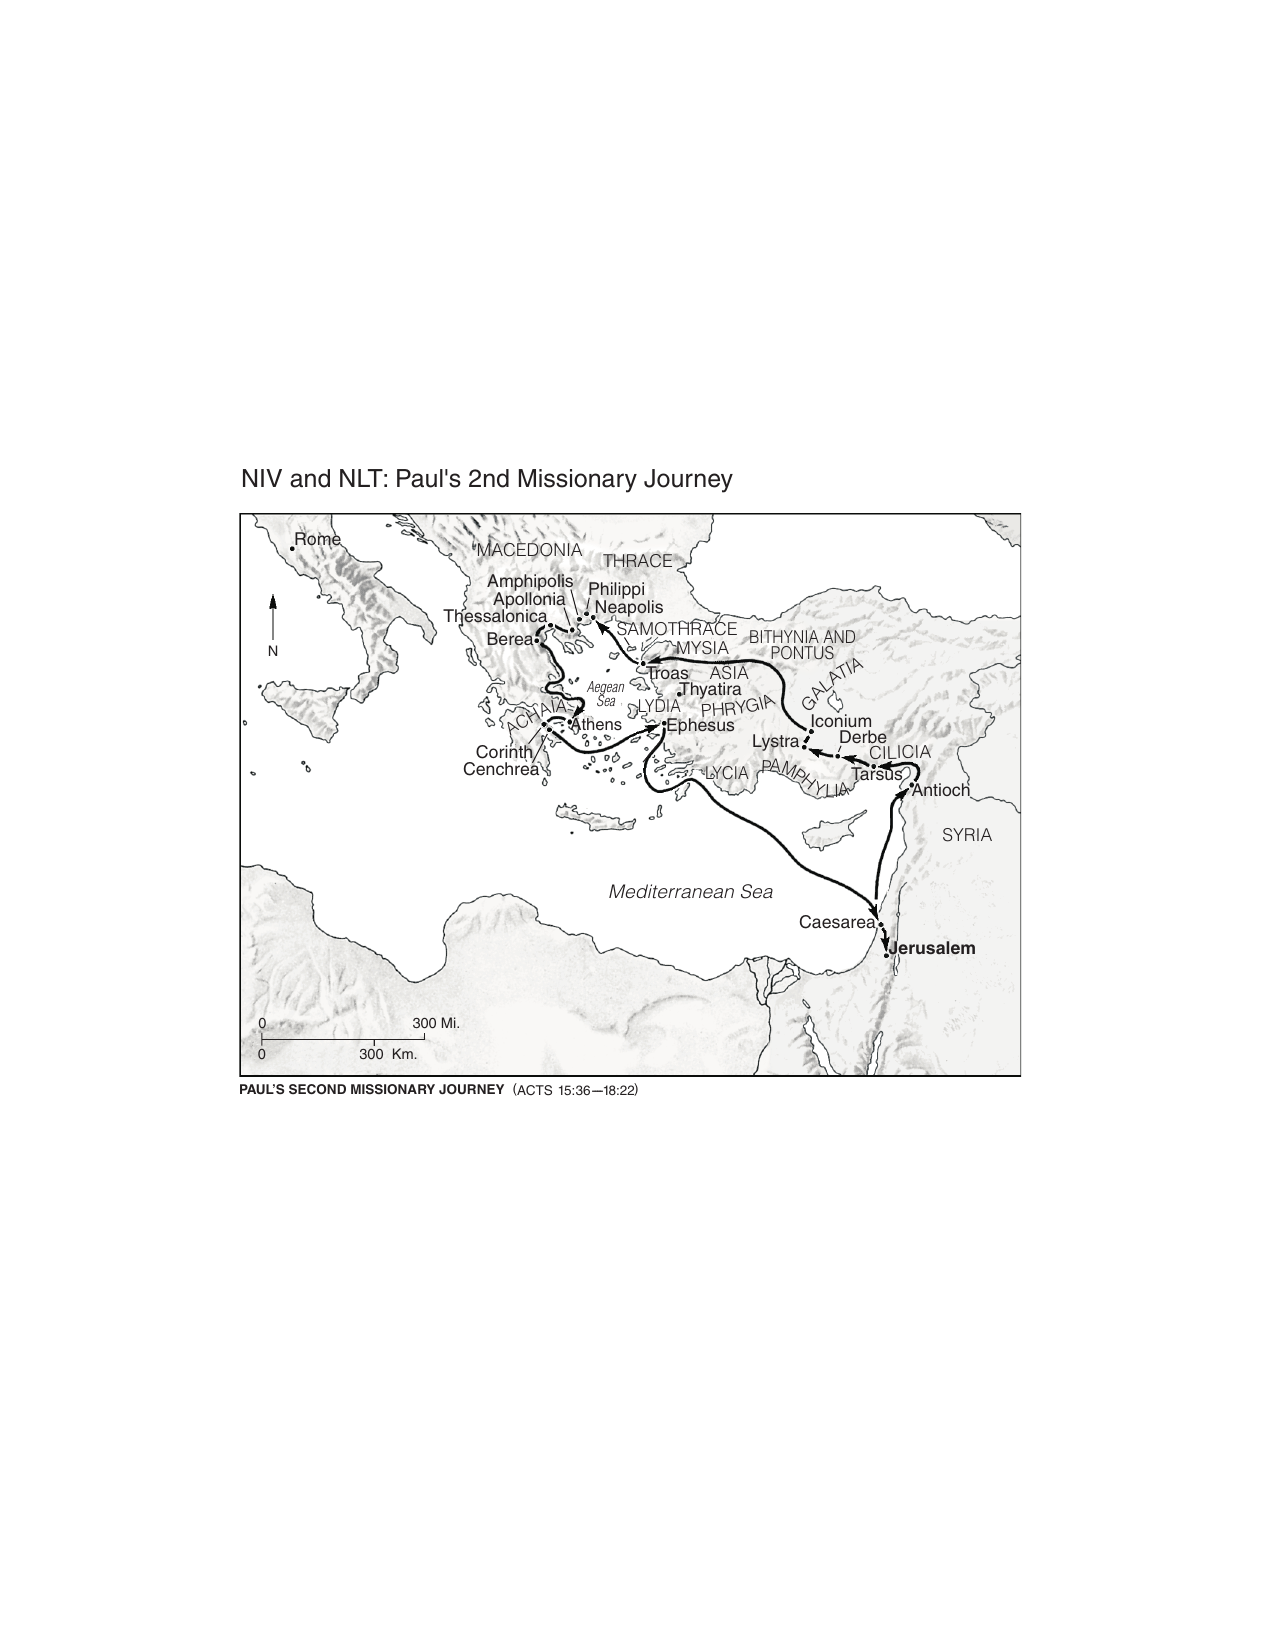 NIV and NLT: Paul's 2nd Missionary Journey
Rome
MACEDONIA
THRACE
Amphipolis
Philippi
Apollonia
Neapolis
Thessalonica
Berea
SAMOTHRACE
MYSIA
BITHYNIA AND
PONTUS
N
Troas
ASIA
GALATIA
Aegean
Sea
Thyatira
LYDIA
PHRYGIA
ACHAIA
Athens
Ephesus
Iconium
Derbe
Lystra
CILICIA
Corinth
Cenchrea
LYCIA
PAMPHYLIA
Tarsus
Antioch
SYRIA
Mediterranean Sea
Caesarea
Jerusalem
0 300 Mi.
0 300 Km.
PAUL'S SECOND MISSIONARY JOURNEY (ACTS 15:36—18:22)